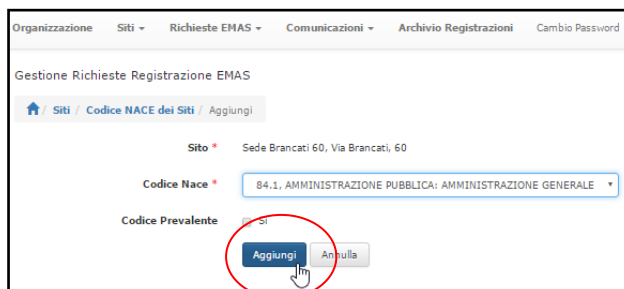 Organizzazione Siti Richieste EMAS Comunicazioni Archivio Registrazioni Cambio Password
Gestione Richieste Registrazione EMAS
/ Siti / Codice NACE dei Siti / Aggiungi
Sito * Sede Brancati 60, Via Brancati, 60
Codice Nace * 84.1, AMMINISTRAZIONE PUBBLICA: AMMINISTRAZIONE GENERALE
Codice Prevalente Si
Aggiungi Annulla